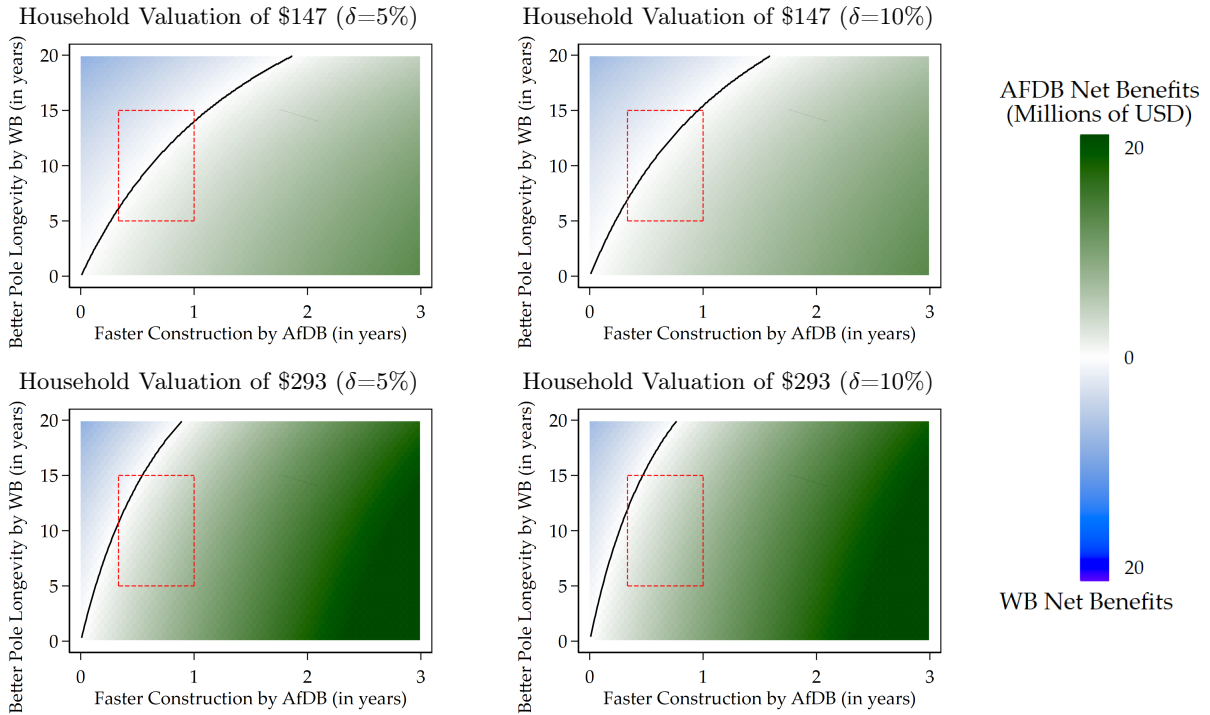 Household Valuation of $147 (δ=5%)
Better Pole Longevity by WB (in years)
20
15
10
5
0
0 1 2 3
Faster Construction by AfDB (in years)
Household Valuation of $147 (δ=10%)
Better Pole Longevity by WB (in years)
20
15
10
5
0
0 1 2 3
Faster Construction by AfDB (in years)
AFDB Net Benefits
(Millions of USD)
20
0
20
WB Net Benefits
Household Valuation of $293 (δ=5%)
Better Pole Longevity by WB (in years)
20
15
10
5
0
0 1 2 3
Faster Construction by AfDB (in years)
Household Valuation of $293 (δ=10%)
Better Pole Longevity by WB (in years)
20
15
10
5
0
0 1 2 3
Faster Construction by AfDB (in years)